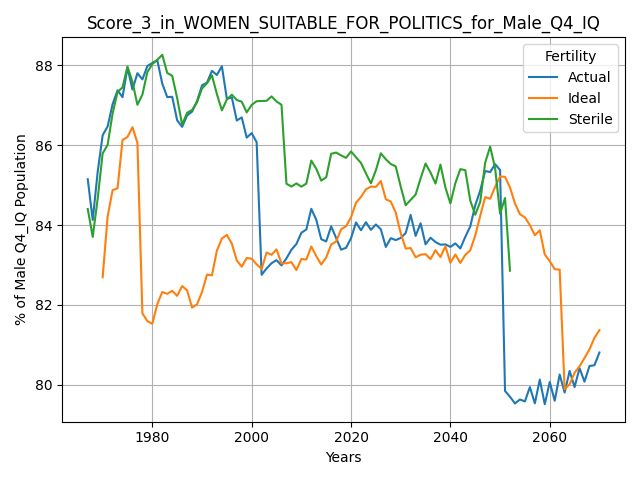 Score_3_in_WOMEN_SUITABLE_FOR_POLITICS_for_Male_Q4_IQ
Fertility
Actual
Ideal
Sterile
% of Male Q4_IQ Population
88
86
84
82
80
1980
2000
2020
2040
2060
Years